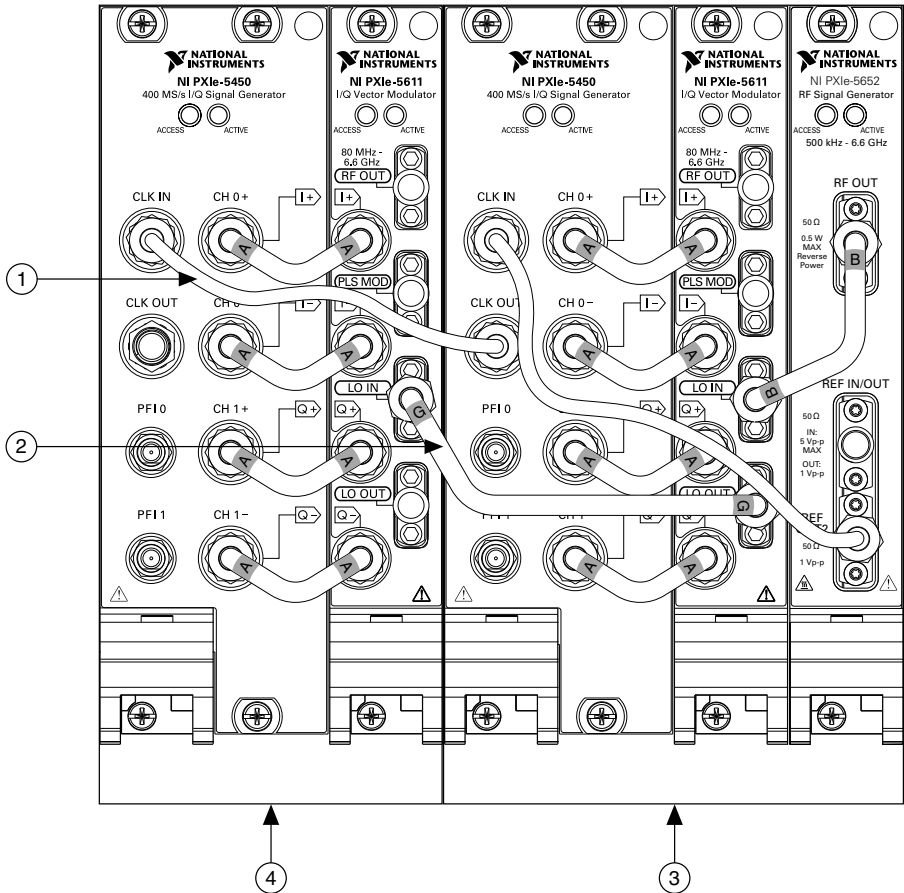 NATIONAL INSTRUMENTS
NI PXIe-5450
400 MS/s I/Q Signal Generator
ACCESS ACTIVE
CLK IN
CH 0+
I+
CLK OUT
CH 0
I–
PFI 0
CH 1+
Q+
PFI 1
CH 1–
Q–
NATIONAL INSTRUMENTS
NI PXIe-5611
I/Q Vector Modulator
ACCESS ACTIVE
80 MHz -
6.6 GHz
RF OUT
I+
PLS MOD
I–
LO IN
Q+
LO OUT
Q–
NATIONAL INSTRUMENTS
NI PXIe-5450
400 MS/s I/Q Signal Generator
ACCESS ACTIVE
CLK IN
CH 0+
I+
CLK OUT
CH 0–
I–
PFI 0
CH
Q+
CH 1
Q
NATIONAL INSTRUMENTS
NI PXIe-5611
I/Q Vector Modulator
ACCESS ACTIVE
80 MHz -
6.6 GHz
RF OUT
I+
PLS MOD
I–
LO IN
Q+
LO OUT
Q–
NATIONAL INSTRUMENTS
NI PXIe-5652
RF Signal Generator
ACCESS ACTIVE
500 kHz - 6.6 GHz
RF OUT
50 Ω
0.5 W
MAX
Reverse
Power
REF IN/OUT
50 Ω
IN:
5 Vp-p
MAX
OUT:
1 Vp-p
REF
50 Ω
1 Vp-p
A A
A A
A A
A A
A A
A A
A A
A A
B
B
G
G
1
2
4
3